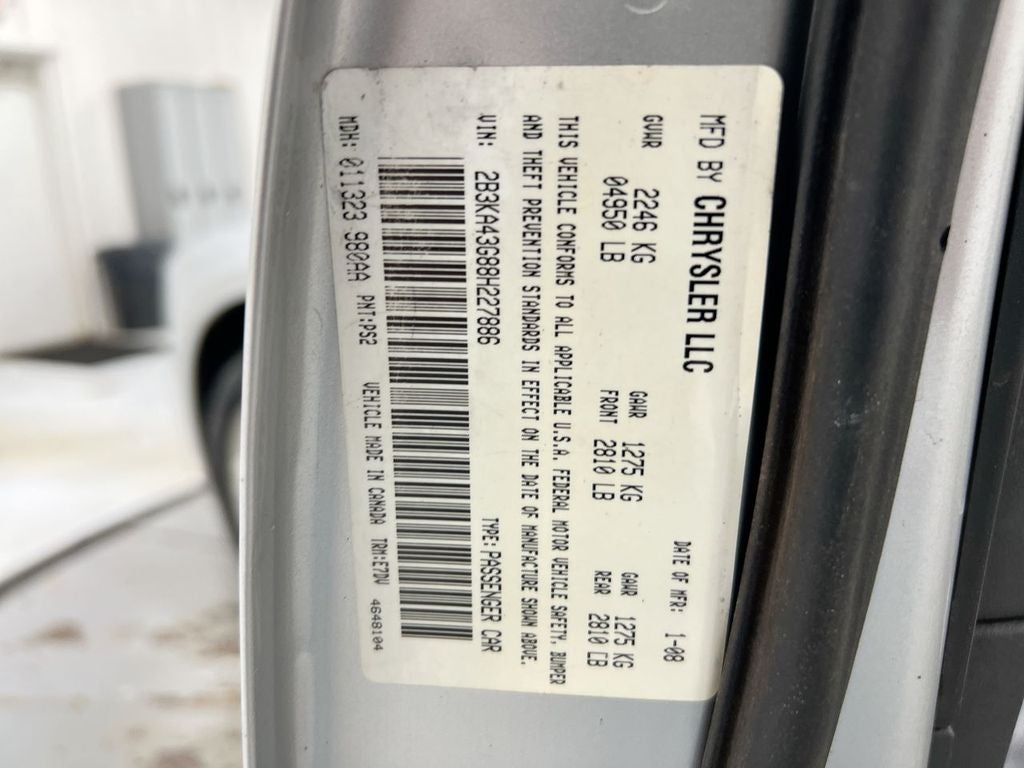 MFD BY CHRYSLER LLC
DATE OF MFR: 1-08
GVWR 2246 KG
04950 LB
GAWR FRONT 1275 KG
2810 LB
GAWR REAR 1275 KG
2810 LB
THIS VEHICLE CONFORMS TO ALL APPLICABLE U.S.A. FEDERAL MOTOR VEHICLE SAFETY, BUMPER
AND THEFT PREVENTION STANDARDS IN EFFECT ON THE DATE OF MANUFACTURE SHOWN ABOVE.
VIN: 2B3KA43G88H227886 TYPE: PASSENGER CAR
MDH: 011323 980AA PNT:PS2 VEHICLE MADE IN CANADA TRM:E7DV 4648104